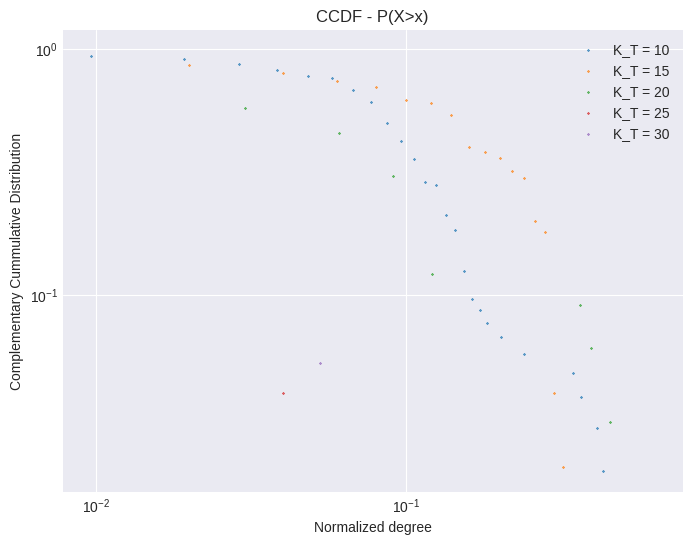 CCDF - P(X>x)
10⁰
K_T = 10
K_T = 15
K_T = 20
K_T = 25
K_T = 30
Complementary Cummulative Distribution
10⁻¹
10⁻²
10⁻¹
Normalized degree